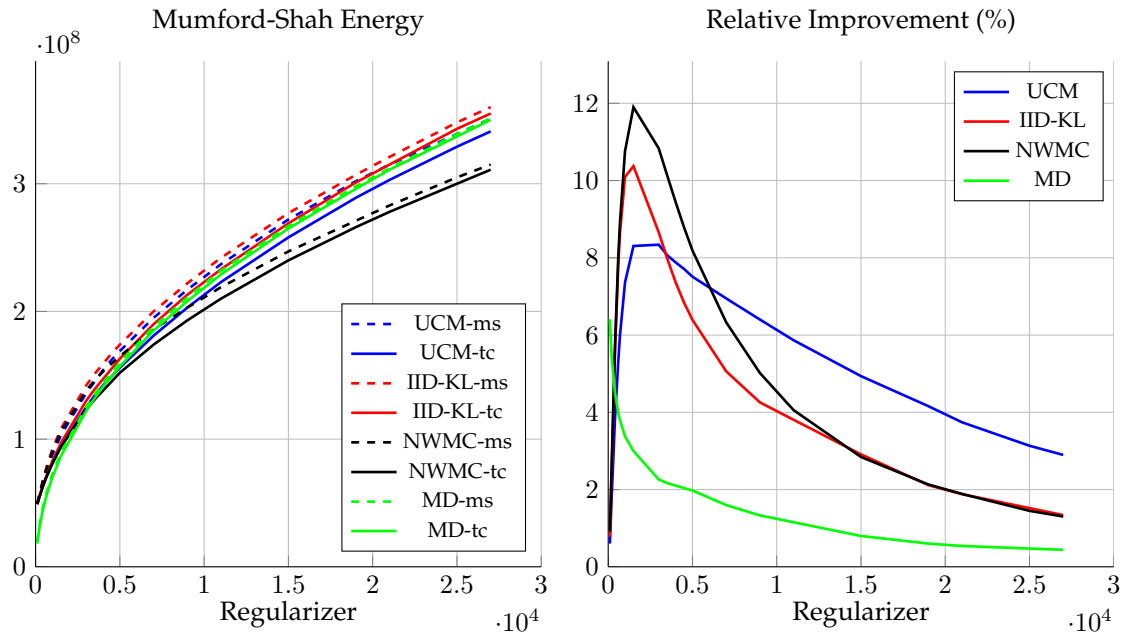 Mumford-Shah Energy
·10^8
3
2
1
0
0 0.5 1 1.5 2 2.5 3
Regularizer
·10^4
UCM-ms
UCM-tc
IID-KL-ms
IID-KL-tc
NWMC-ms
NWMC-tc
MD-ms
MD-tc
Relative Improvement (%)
12
10
8
6
4
2
0
0 0.5 1 1.5 2 2.5 3
Regularizer
·10^4
UCM
IID-KL
NWMC
MD